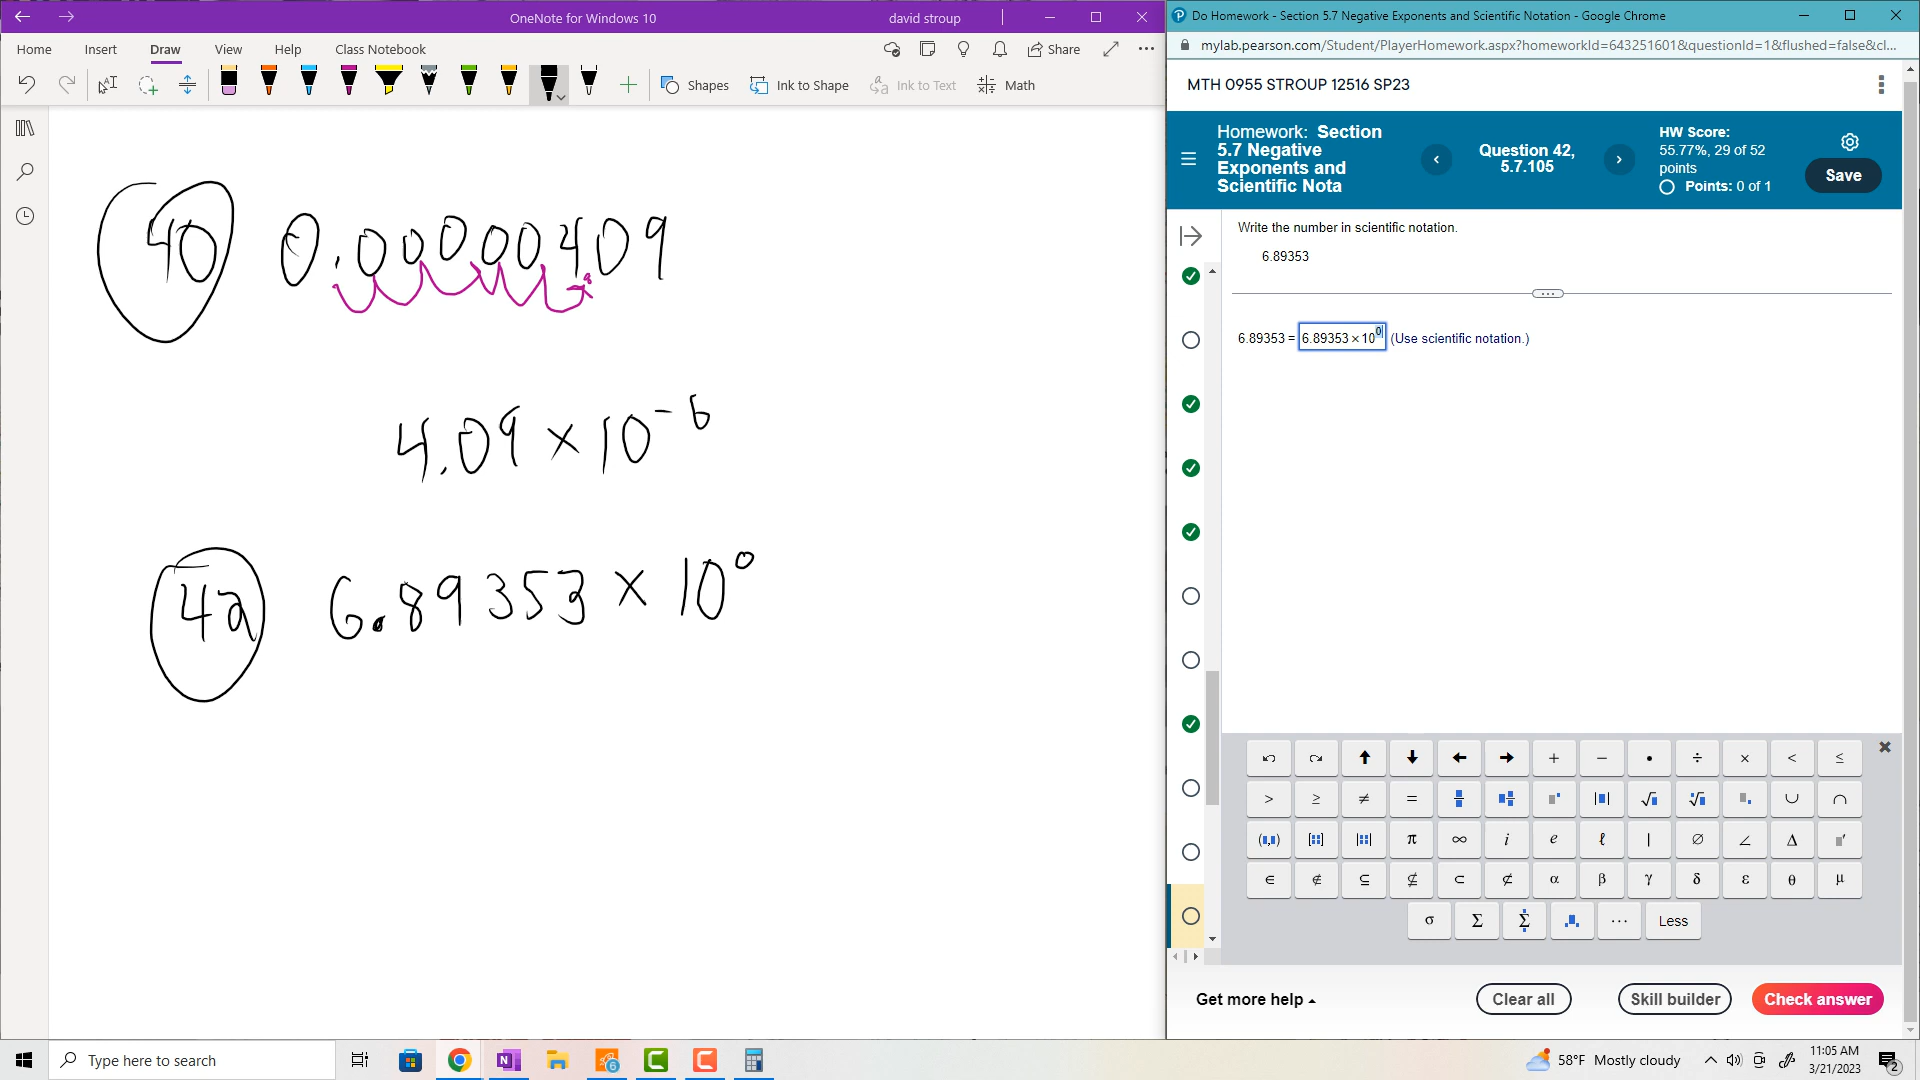 OneNote for Windows 10
david stroup
Home Insert Draw View Help Class Notebook
Share
Shapes Ink to Shape Ink to Text Math
40 0.00000409
4.09 × 10⁻⁶
42 6.89353 × 10⁰
Do Homework - Section 5.7 Negative Exponents and Scientific Notation - Google Chrome
mylab.pearson.com/Student/PlayerHomework.aspx?homeworkId=643251601&questionId=1&flushed=false&cl...
MTH 0955 STROUP 12516 SP23
Homework: Section
5.7 Negative
Exponents and
Scientific Nota
Question 42,
5.7.105
HW Score:
55.77%, 29 of 52
points
Points: 0 of 1
Save
Write the number in scientific notation.
6.89353
6.89353 = 6.89353 × 10⁰ (Use scientific notation.)
+ − • ÷ × < ≤
> ≥ ≠ = ∪ ∩
π ∞ i e ℓ | ∅ ∠ Δ
∈ ∉ ⊆ ⊈ ⊂ ⊄ α β γ δ ε θ μ
σ Σ Σ ··· Less
Get more help
Clear all
Skill builder
Check answer
Type here to search
58°F Mostly cloudy
11:05 AM
3/21/2023
2